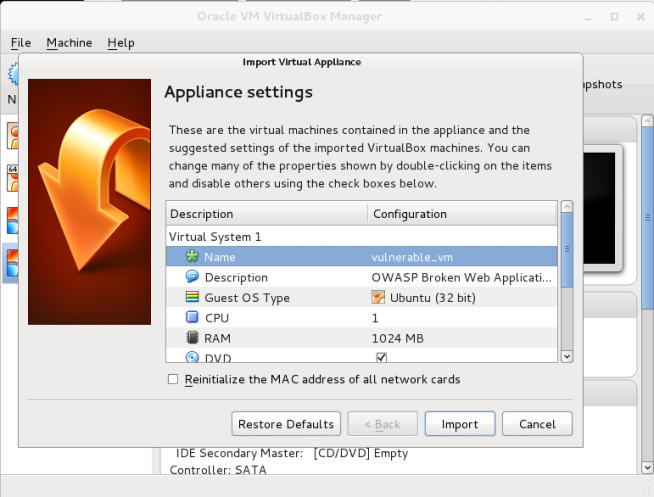 Oracle VM VirtualBox Manager
File Machine Help
Import Virtual Appliance
N
pshots
Appliance settings
These are the virtual machines contained in the appliance and the
suggested settings of the imported VirtualBox machines. You can
change many of the properties shown by double-clicking on the items
and disable others using the check boxes below.
64
Description Configuration
Virtual System 1
Name vulnerable_vm
Description OWASP Broken Web Applicati...
Guest OS Type Ubuntu (32 bit)
CPU 1
RAM 1024 MB
DVD
Reinitialize the MAC address of all network cards
Restore Defaults < Back Import Cancel
IDE Secondary Master: [CD/DVD] Empty
Controller: SATA